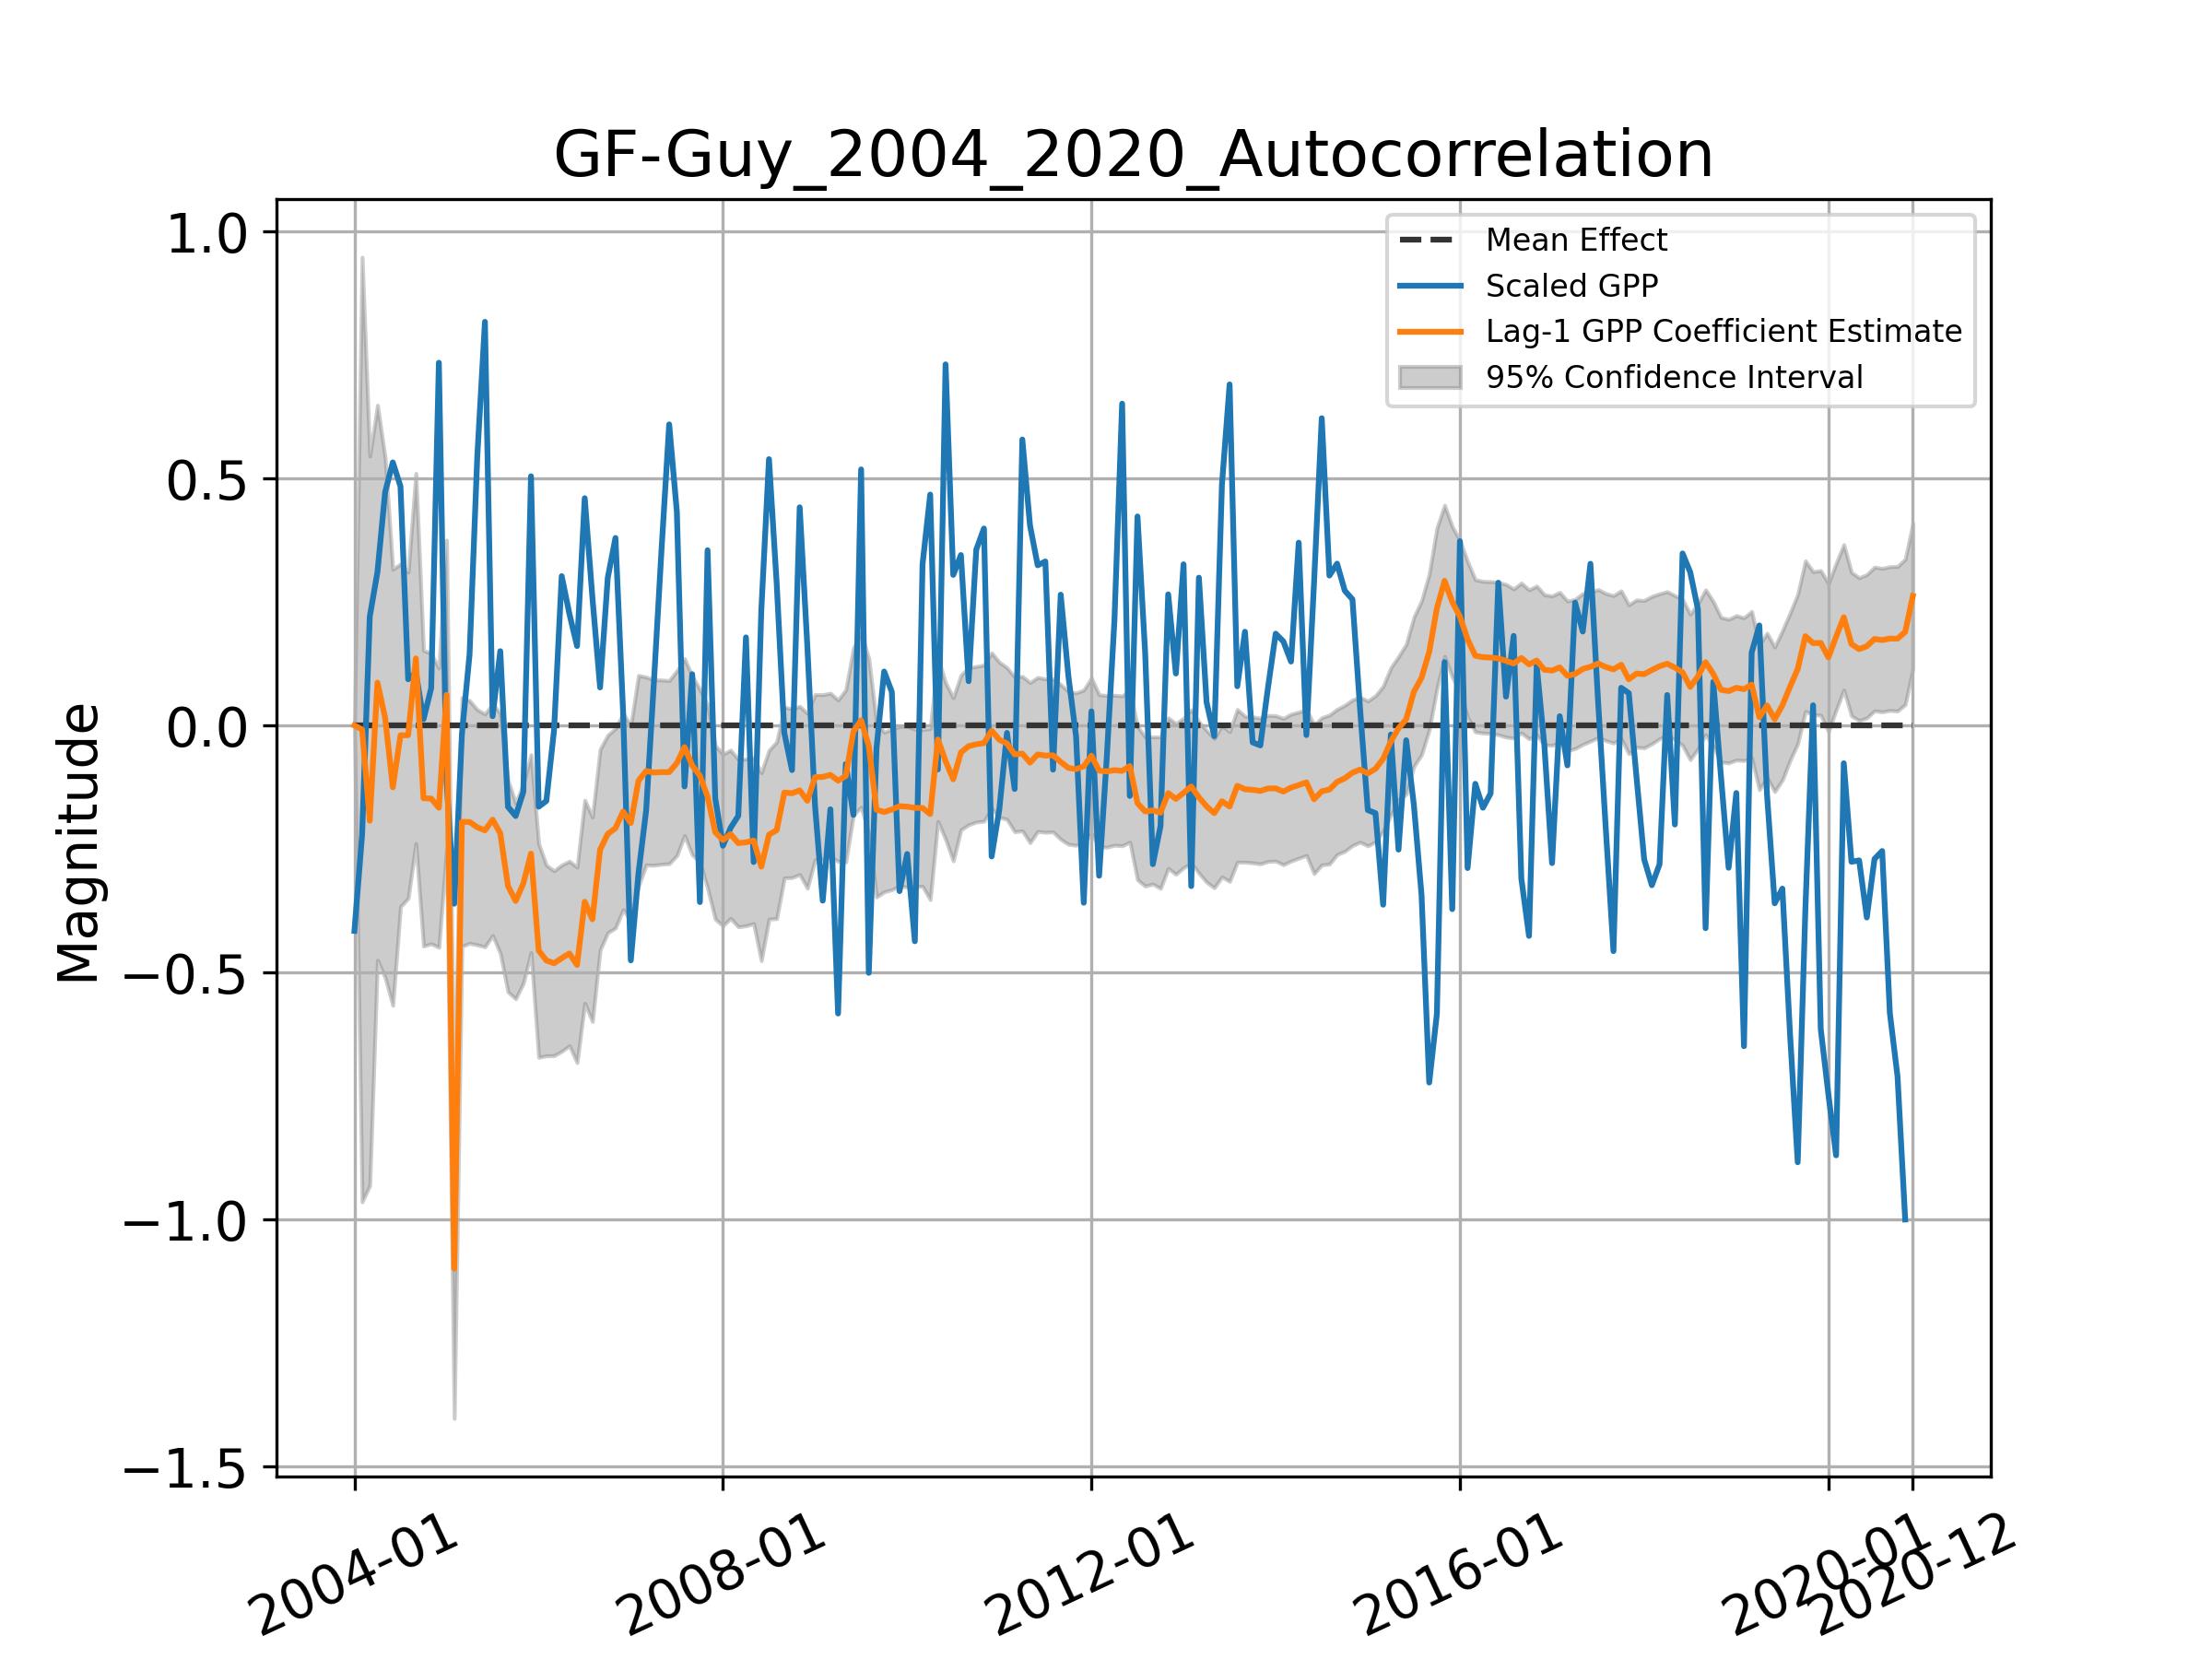 GF-Guy_2004_2020_Autocorrelation
Mean Effect
Scaled GPP
Lag-1 GPP Coefficient Estimate
95% Confidence Interval
Magnitude
1.0
0.5
0.0
−0.5
−1.0
−1.5
2004-01
2008-01
2012-01
2016-01
2020-01
2020-12